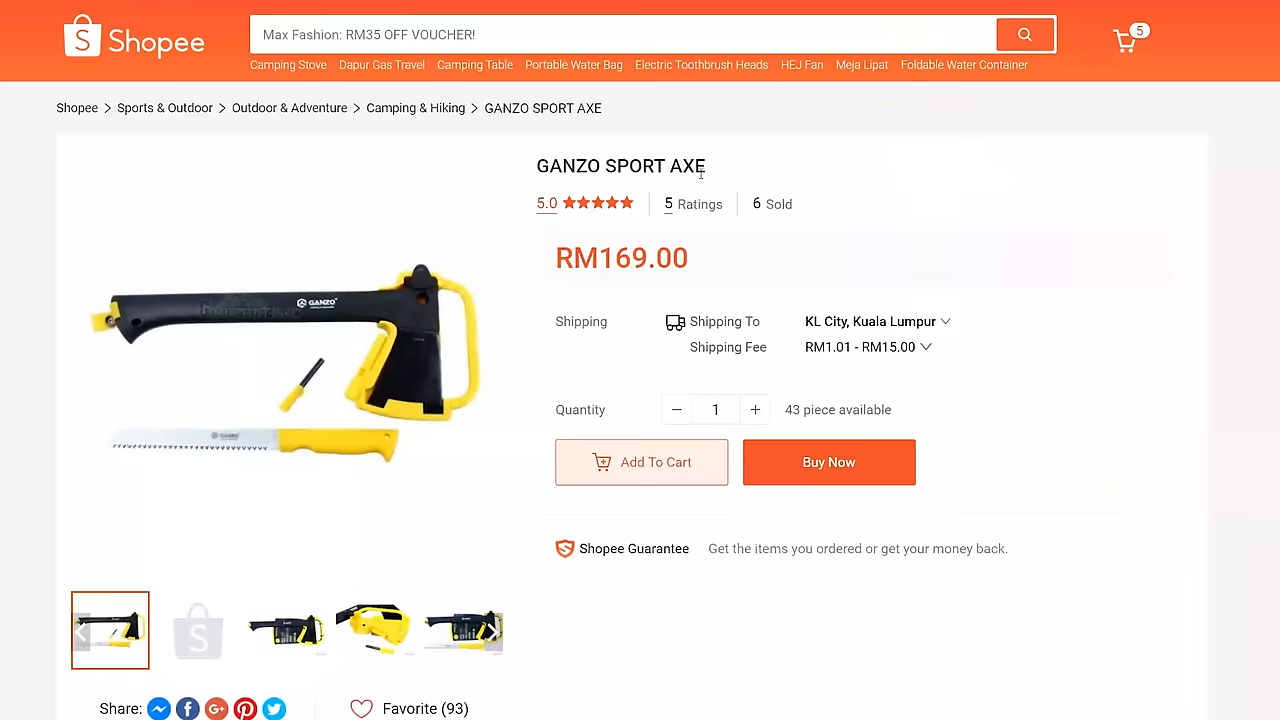 Shopee
Max Fashion: RM35 OFF VOUCHER!
5
Camping Stove Dapur Gas Travel Camping Table Portable Water Bag Electric Toothbrush Heads HEJ Fan Meja Lipat Foldable Water Container
Shopee > Sports & Outdoor > Outdoor & Adventure > Camping & Hiking > GANZO SPORT AXE
GANZO SPORT AXE
5.0 5 Ratings 6 Sold
RM169.00
GANZO
Shipping Shipping To KL City, Kuala Lumpur
Shipping Fee RM1.01 - RM15.00
Quantity − 1 + 43 piece available
GANZO
Add To Cart Buy Now
Shopee Guarantee Get the items you ordered or get your money back.
Share: Favorite (93)